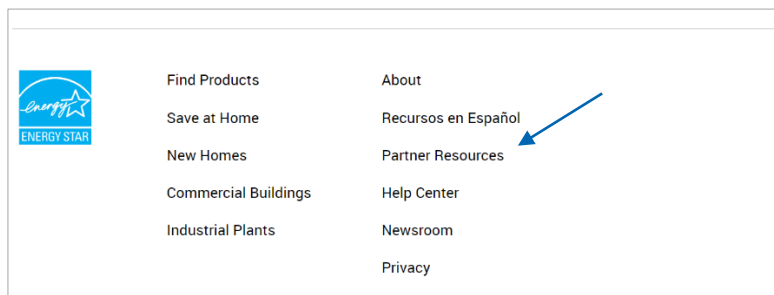 energy
ENERGY STAR
Find Products
Save at Home
New Homes
Commercial Buildings
Industrial Plants
About
Recursos en Español
Partner Resources
Help Center
Newsroom
Privacy